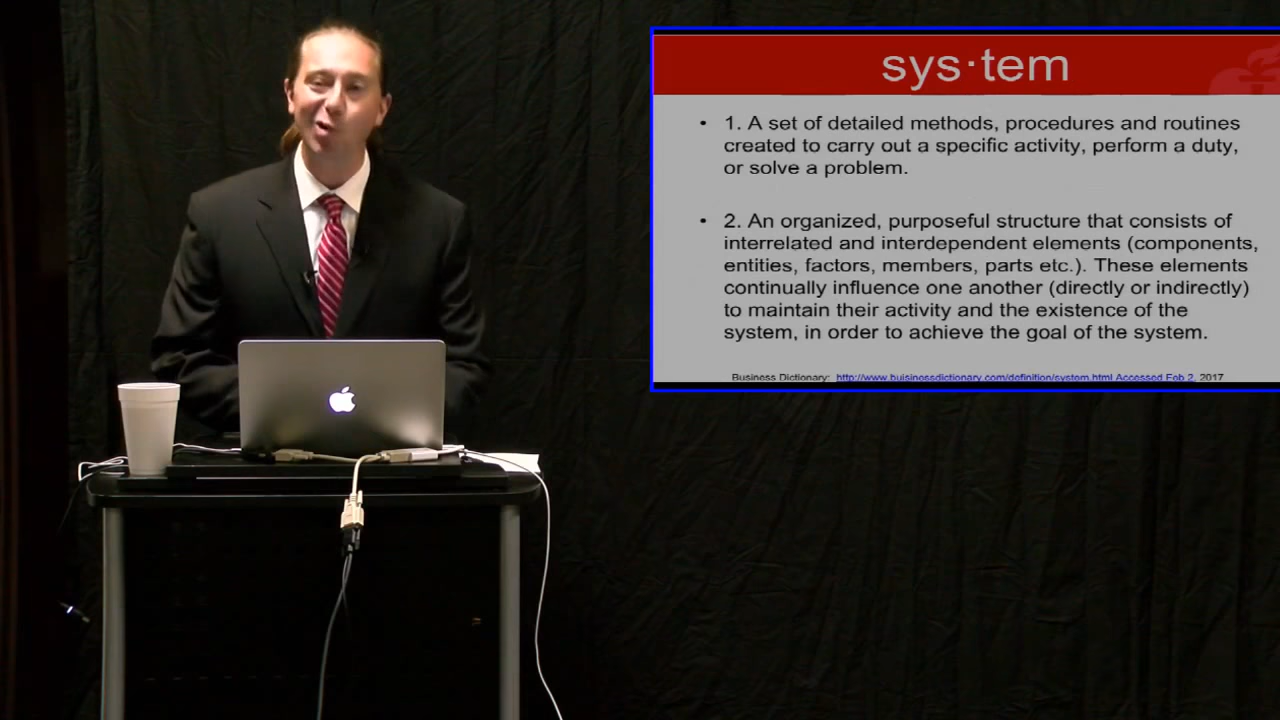 sys·tem
• 1. A set of detailed methods, procedures and routines
created to carry out a specific activity, perform a duty,
or solve a problem.
• 2. An organized, purposeful structure that consists of
interrelated and interdependent elements (components,
entities, factors, members, parts etc.). These elements
continually influence one another (directly or indirectly)
to maintain their activity and the existence of the
system, in order to achieve the goal of the system.
Business Dictionary: http://www.buisinessdictionary.com/definition/system.html Accessed Feb 2, 2017